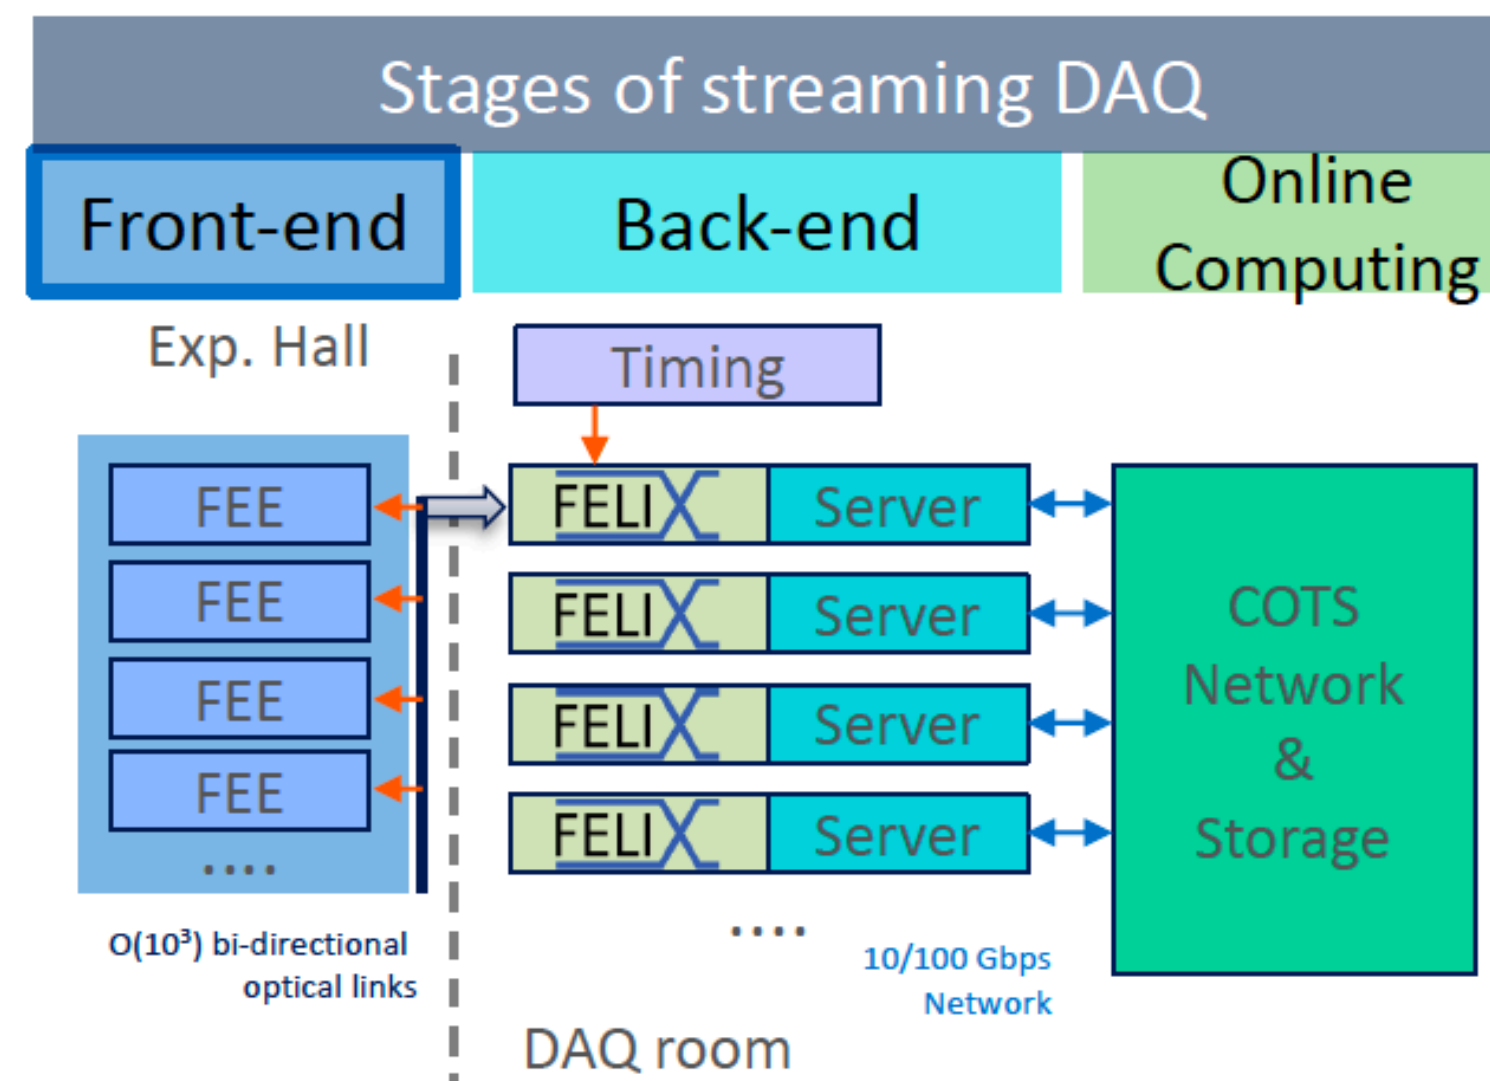 Stages of streaming DAQ
Front-end
Back-end
Online
Computing
Exp. Hall
Timing
FEE
FEE
FEE
FEE
....
O(10³) bi-directional
optical links
FELIX Server
FELIX Server
FELIX Server
FELIX Server
....
10/100 Gbps
Network
DAQ room
COTS
Network
&
Storage